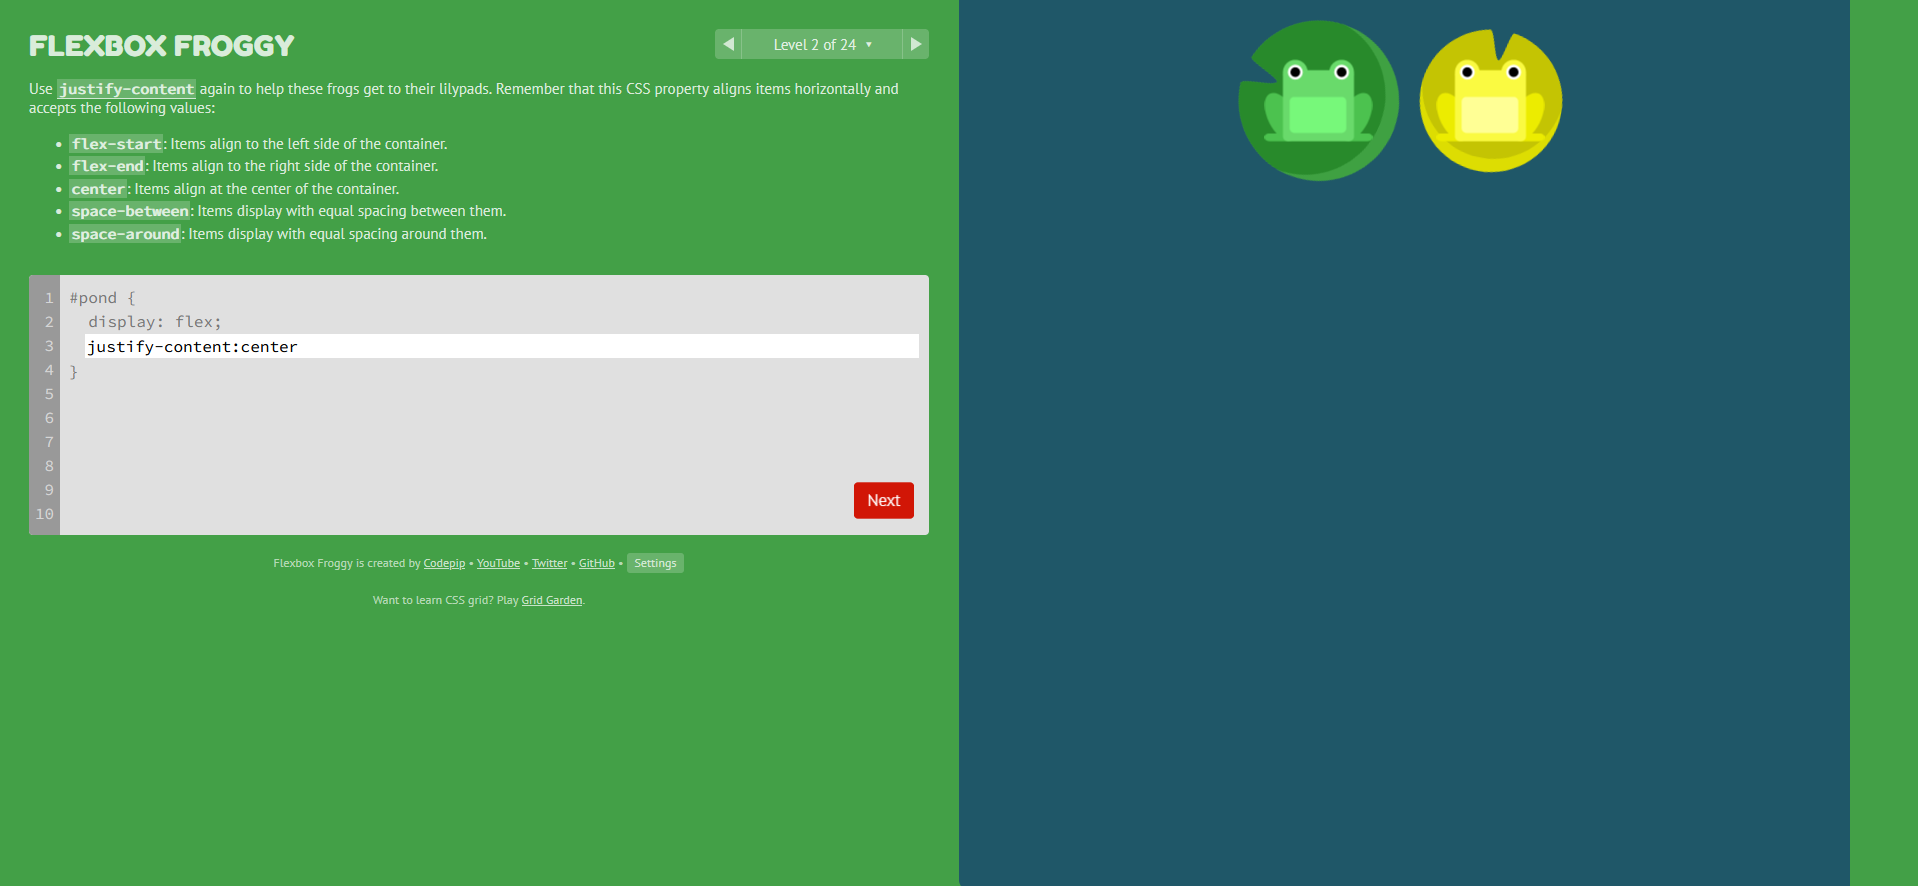 FLEXBOX FROGGY
Level 2 of 24 ▼
Use justify-content again to help these frogs get to their lilypads. Remember that this CSS property aligns items horizontally and
accepts the following values:
• flex-start: Items align to the left side of the container.
• flex-end: Items align to the right side of the container.
• center: Items align at the center of the container.
• space-between: Items display with equal spacing between them.
• space-around: Items display with equal spacing around them.
1 #pond {
2 display: flex;
3 justify-content:center
4 }
5
6
7
8
9
10
Next
Flexbox Froggy is created by Codepip • YouTube • Twitter • GitHub • Settings
Want to learn CSS grid? Play Grid Garden.